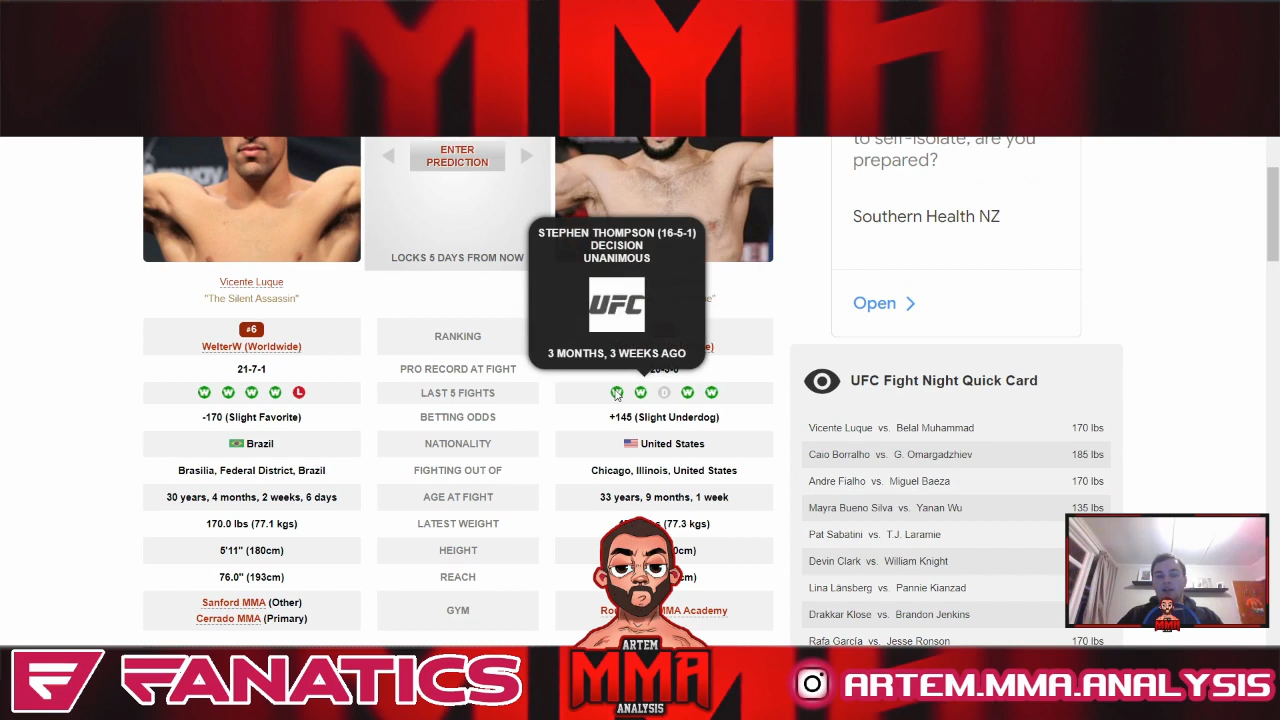 MMA
to self-isolate, are you
prepared?
ENTER
PREDICTION
Southern Health NZ
STEPHEN THOMPSON (16-5-1)
DECISION
UNANIMOUS
UFC
3 MONTHS, 3 WEEKS AGO
LOCKS 5 DAYS FROM NOW
Open
Vicente Luque
"The Silent Assassin"
#6
WelterW (Worldwide)
RANKING
21-7-1
PRO RECORD AT FIGHT
W W W W L
LAST 5 FIGHTS
W W D W W
-170 (Slight Favorite)
BETTING ODDS
+145 (Slight Underdog)
Brazil
NATIONALITY
United States
Brasilia, Federal District, Brazil
FIGHTING OUT OF
Chicago, Illinois, United States
30 years, 4 months, 2 weeks, 6 days
AGE AT FIGHT
33 years, 9 months, 1 week
170.0 lbs (77.1 kgs)
LATEST WEIGHT
lbs (77.3 kgs)
5'11" (180cm)
HEIGHT
76.0" (193cm)
REACH
Sanford MMA (Other)
Cerrado MMA (Primary)
GYM
MMA Academy
UFC Fight Night Quick Card
Vicente Luque vs. Belal Muhammad 170 lbs
Caio Borralho vs. G. Omargadzhiev 185 lbs
Andre Fialho vs. Miguel Baeza 170 lbs
Mayra Bueno Silva vs. Yanan Wu 135 lbs
Pat Sabatini vs. T.J. Laramie
Devin Clark vs. William Knight
Lina Lansberg vs. Pannie Kianzad
Drakkar Klose vs. Brandon Jenkins
Rafa García vs. Jesse Ronson 170 lbs
MMA
FANATICS
ARTEM
MMA
ANALYSIS
ARTEM.MMA.ANALYSIS